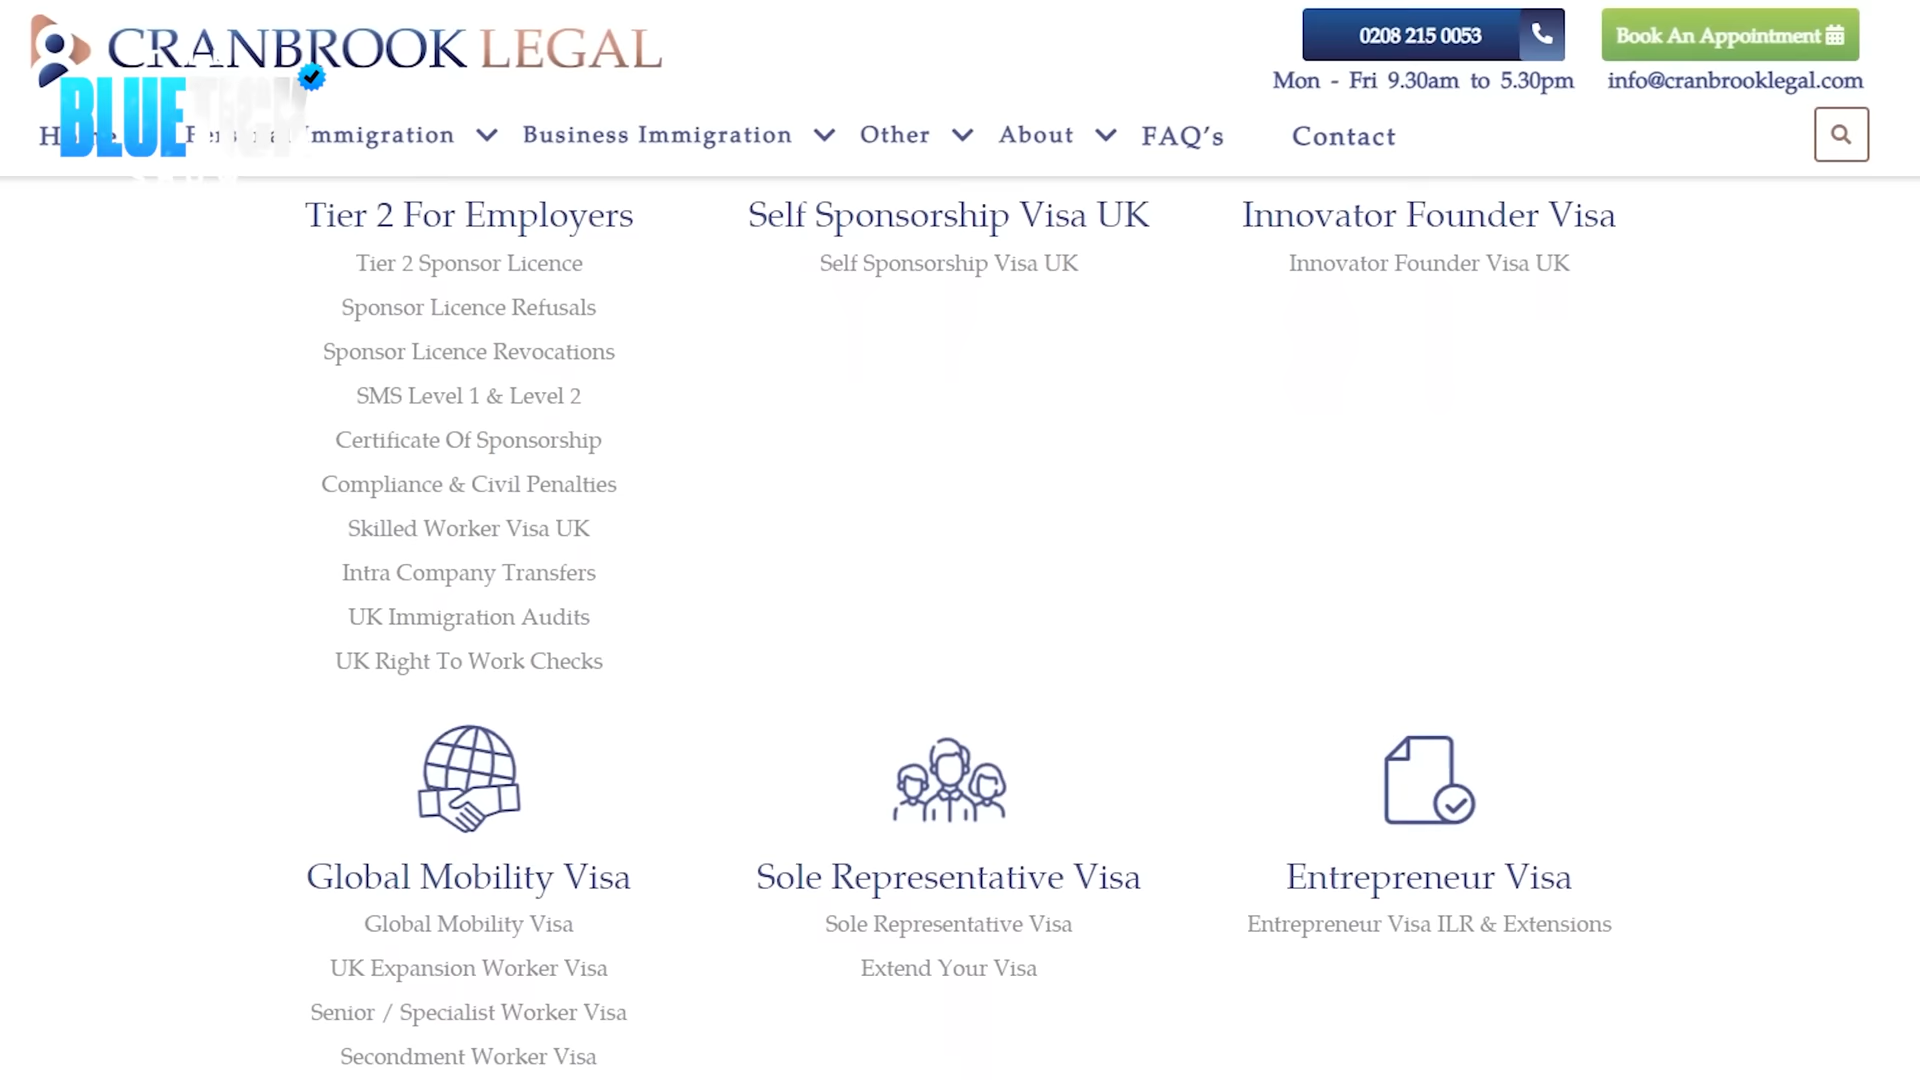 CRANBROOK LEGAL
0208 215 0053
Book An Appointment
Mon - Fri 9.30am to 5.30pm
info@cranbrooklegal.com
BLUE
Immigration
Business Immigration
Other
About
FAQ's
Contact
Tier 2 For Employers
Tier 2 Sponsor Licence
Sponsor Licence Refusals
Sponsor Licence Revocations
SMS Level 1 & Level 2
Certificate Of Sponsorship
Compliance & Civil Penalties
Skilled Worker Visa UK
Intra Company Transfers
UK Immigration Audits
UK Right To Work Checks
Self Sponsorship Visa UK
Self Sponsorship Visa UK
Innovator Founder Visa
Innovator Founder Visa UK
Global Mobility Visa
Global Mobility Visa
UK Expansion Worker Visa
Senior / Specialist Worker Visa
Secondment Worker Visa
Sole Representative Visa
Sole Representative Visa
Extend Your Visa
Entrepreneur Visa
Entrepreneur Visa ILR & Extensions